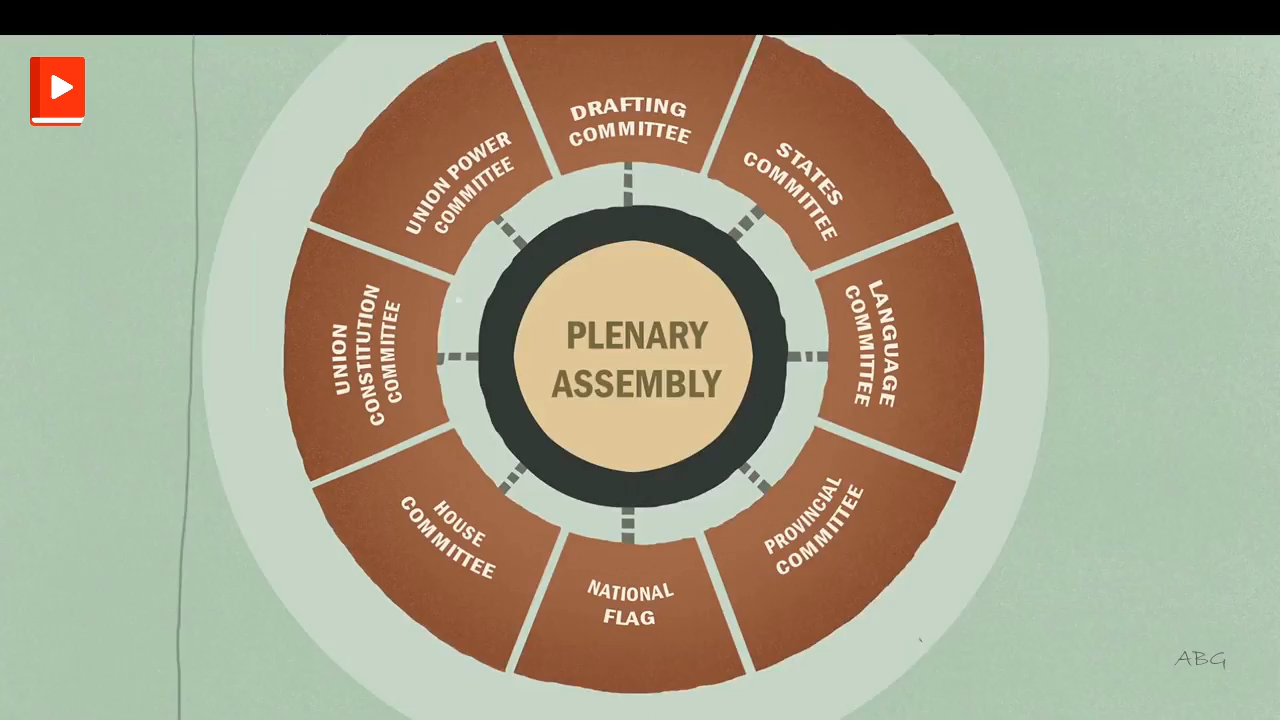 DRAFTING
COMMITTEE
STATES
COMMITTEE
LANGUAGE
COMMITTEE
PROVINCIAL
COMMITTEE
NATIONAL
FLAG
HOUSE
COMMITTEE
UNION
CONSTITUTION
COMMITTEE
UNION POWER
COMMITTEE
PLENARY
ASSEMBLY
ABG